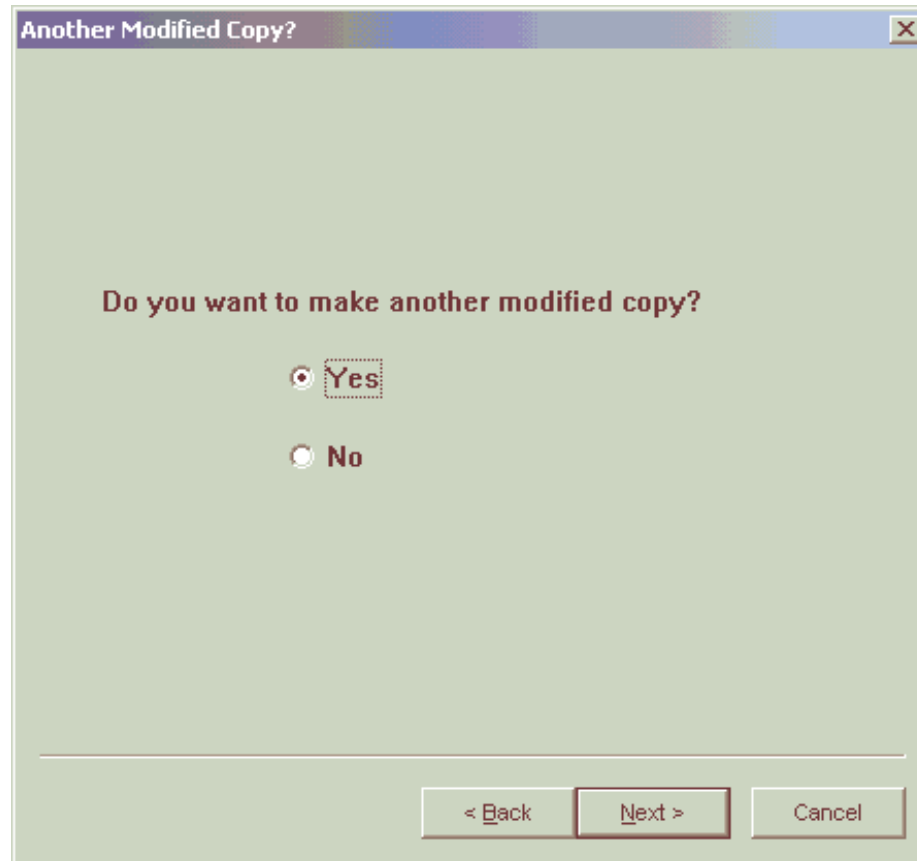 Another Modified Copy?
Do you want to make another modified copy?
Yes
No
< Back
Next >
Cancel